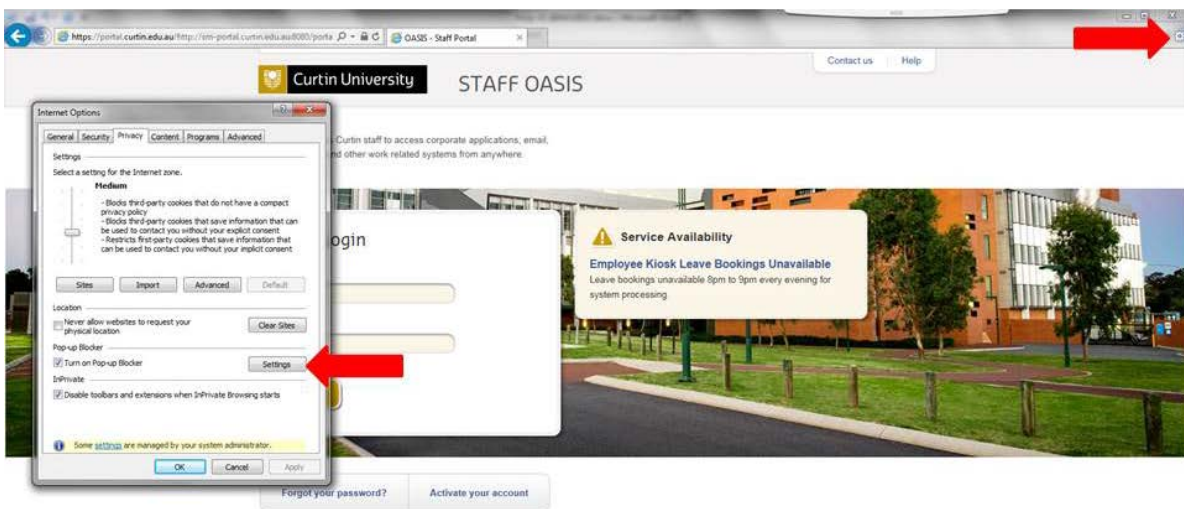 https://portal.curtin.edu.au/
OASIS - Staff Portal
Contact us
Help
Curtin University
STAFF OASIS
Curtin staff to access corporate applications, email,
nd other work related systems from anywhere.
Internet Options
General Security Privacy Content Programs Advanced
Settings
Select a setting for the Internet zone.
Medium
- Blocks third-party cookies that do not have a compact
privacy policy
- Blocks third-party cookies that save information that can
be used to contact you without your explicit consent
- Restricts first-party cookies that save information that
can be used to contact you without your implicit consent
Sites Import Advanced Default
Location
Never allow websites to request your
physical location
Clear Sites
Pop-up Blocker
Turn on Pop-up Blocker
Settings
InPrivate
Disable toolbars and extensions when InPrivate Browsing starts
Some settings are managed by your system administrator.
OK Cancel Apply
ogin
Service Availability
Employee Kiosk Leave Bookings Unavailable
Leave bookings unavailable 8pm to 9pm every evening for
system processing.
Forgot your password?
Activate your account